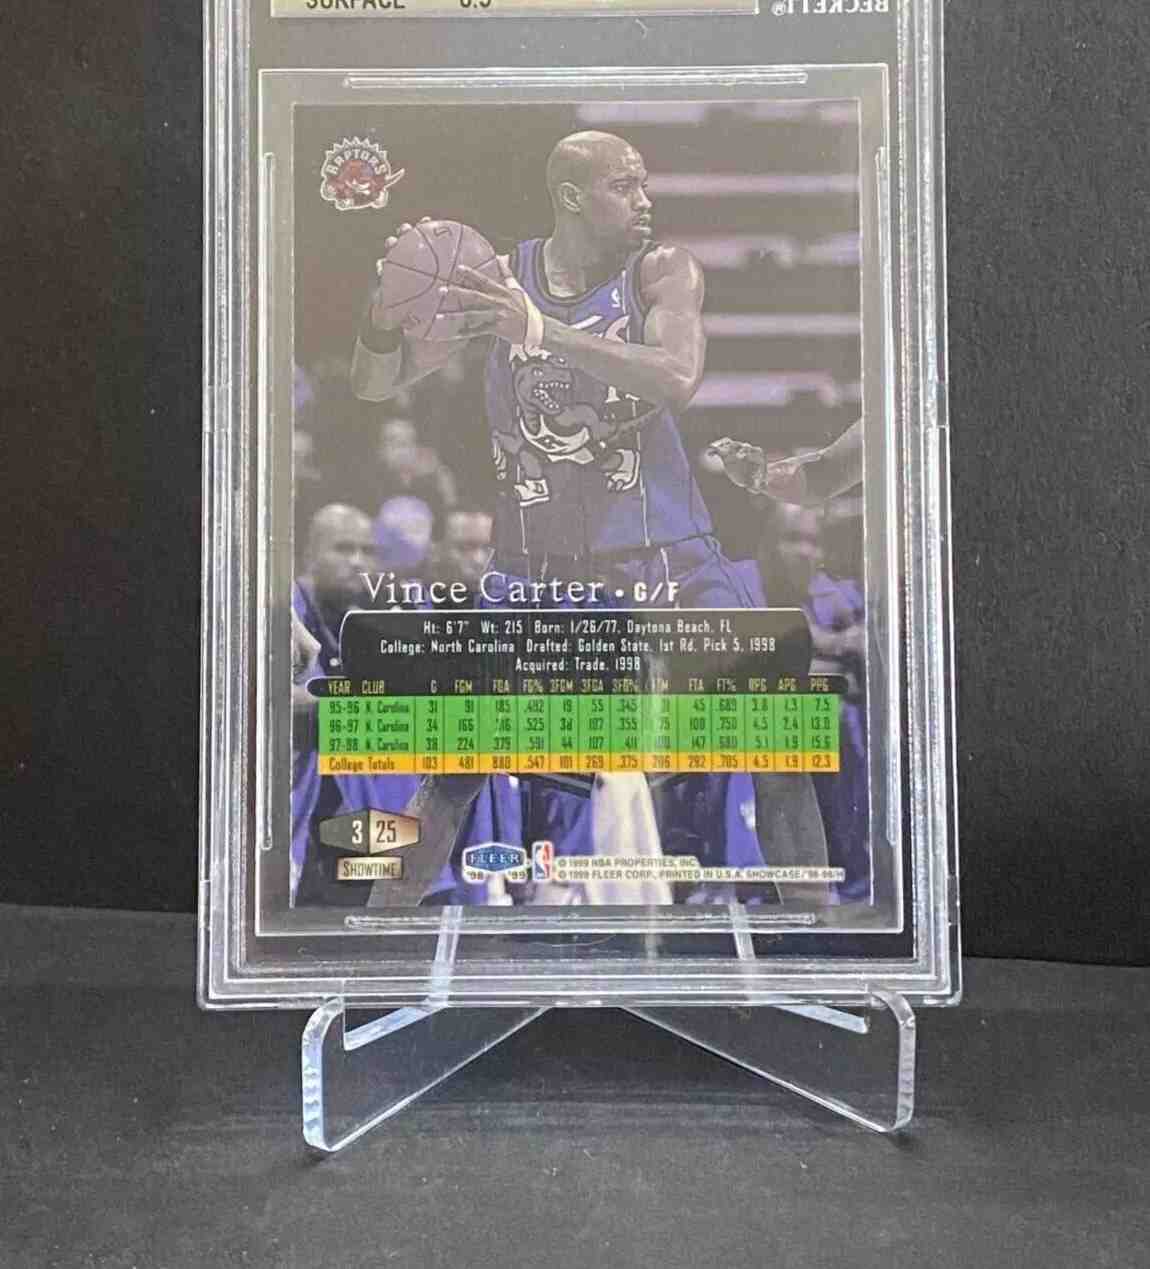 SURFACE
BECKETT®
RAPTORS
Vince Carter • G/F
Ht: 6'7" Wt: 215 Born: 1/26/77, Daytona Beach, FL
College: North Carolina Drafted: Golden State, 1st Rd, Pick 5, 1998
Acquired: Trade, 1998
YEAR CLUB G FGM FGA FG% 3FGM 3FGA 3FG% FTM FTA FT% RPG APG PPG
95-96 N. Carolina 31 91 185 .492 19 55 .345 31 45 .689 3.8 1.3 7.5
96-97 N. Carolina 34 166 316 .525 107 .355 75 100 .750 4.5 2.4 13.0
97-98 N. Carolina 38 224 379 .591 44 107 .411 100 147 .680 5.1 1.9 15.6
College Totals 103 481 880 .547 101 269 .375 206 292 .705 4.5 1.9 12.3
3 25
SHOWTIME
FLEER
'98 '99
© 1999 NBA PROPERTIES, INC.
© 1999 FLEER CORP., PRINTED IN U.S.A. SHOWCASE/'98-99/H